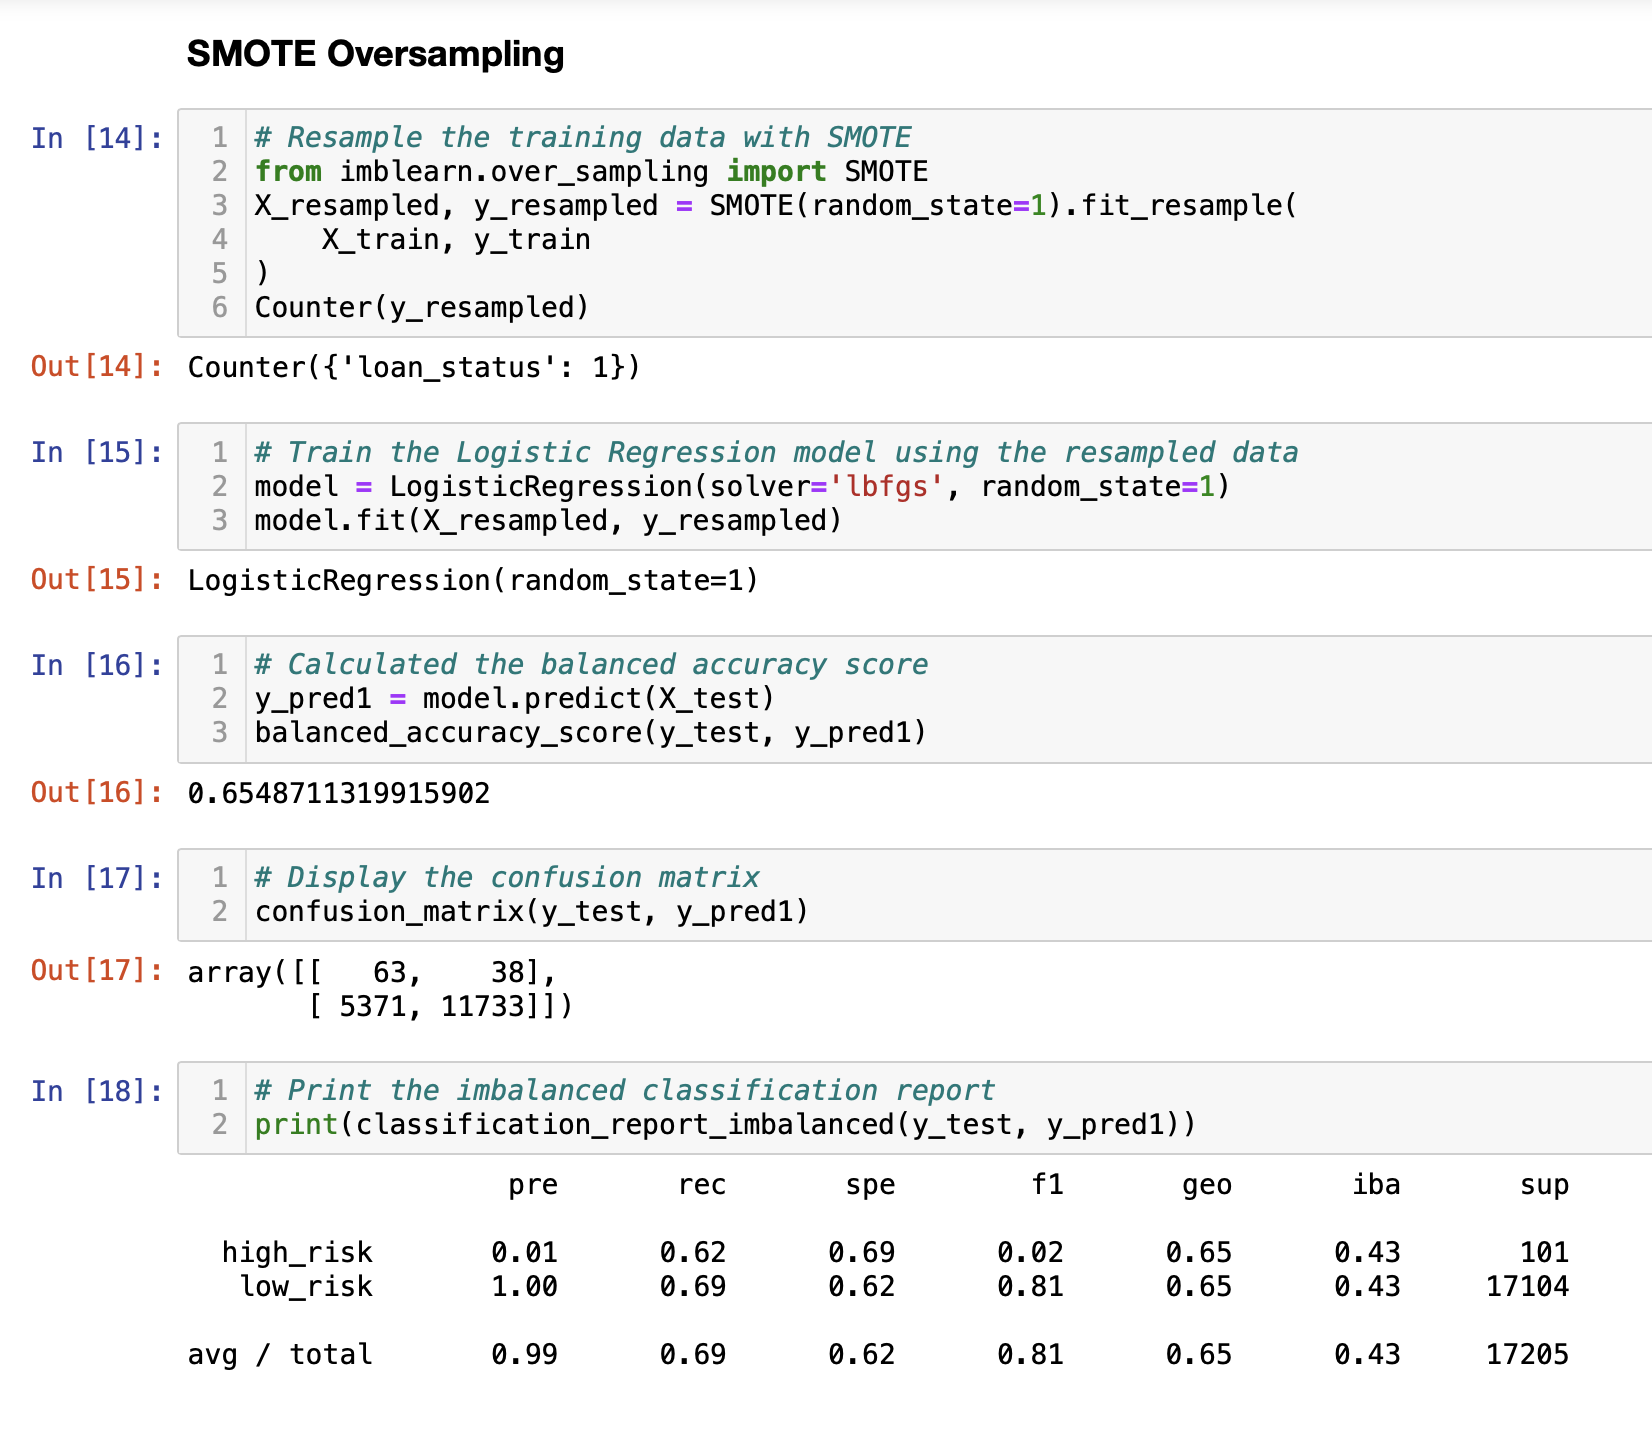 SMOTE Oversampling
In [14]:
1 # Resample the training data with SMOTE
2 from imblearn.over_sampling import SMOTE
3 X_resampled, y_resampled = SMOTE(random_state=1).fit_resample(
4     X_train, y_train
5 )
6 Counter(y_resampled)
Out[14]: Counter({'loan_status': 1})
In [15]:
1 # Train the Logistic Regression model using the resampled data
2 model = LogisticRegression(solver='lbfgs', random_state=1)
3 model.fit(X_resampled, y_resampled)
Out[15]: LogisticRegression(random_state=1)
In [16]:
1 # Calculated the balanced accuracy score
2 y_pred1 = model.predict(X_test)
3 balanced_accuracy_score(y_test, y_pred1)
Out[16]: 0.6548711319915902
In [17]:
1 # Display the confusion matrix
2 confusion_matrix(y_test, y_pred1)
Out[17]: array([[   63,    38],
       [ 5371, 11733]])
In [18]:
1 # Print the imbalanced classification report
2 print(classification_report_imbalanced(y_test, y_pred1))
pre rec spe f1 geo iba sup
high_risk 0.01 0.62 0.69 0.02 0.65 0.43 101
low_risk 1.00 0.69 0.62 0.81 0.65 0.43 17104
avg / total 0.99 0.69 0.62 0.81 0.65 0.43 17205